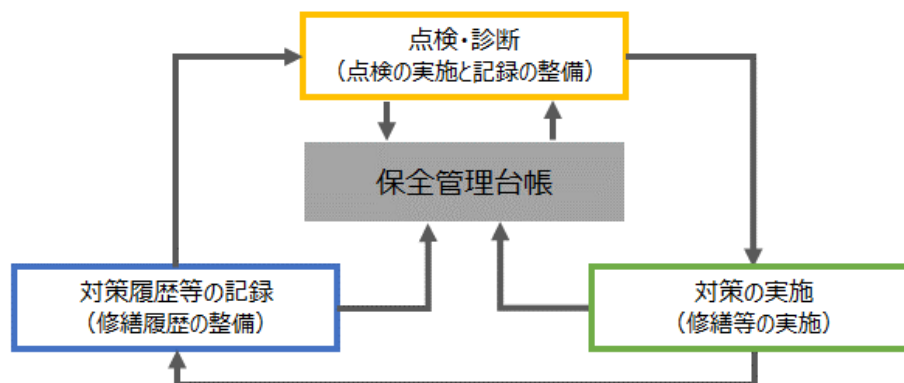 点検・診断
（点検の実施と記録の整備）
保全管理台帳
対策履歴等の記録
（修繕履歴の整備）
対策の実施
（修繕等の実施）